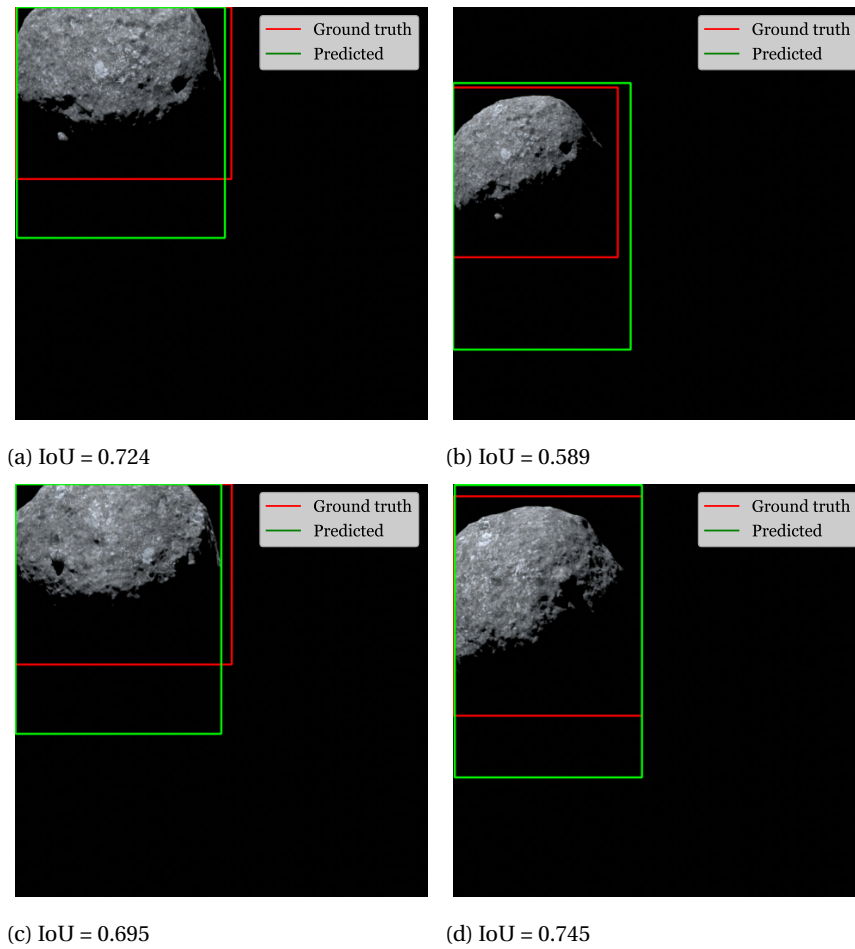 Ground truth
Predicted
Ground truth
Predicted
(a) IoU = 0.724
(b) IoU = 0.589
Ground truth
Predicted
Ground truth
Predicted
(c) IoU = 0.695
(d) IoU = 0.745